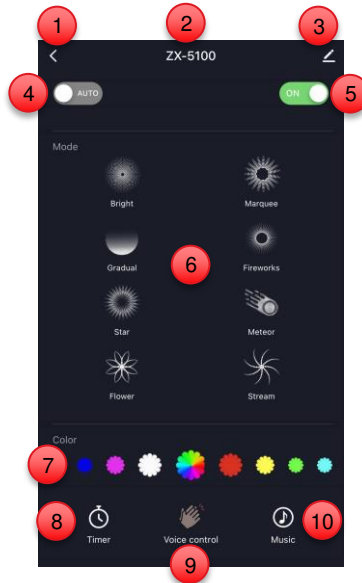 1 2 3
ZX-5100
4 AUTO ON 5
Mode
Bright Marquee
6
Gradual Fireworks
Star Meteor
Flower Stream
Color
7
8 10
Timer Voice control Music
9